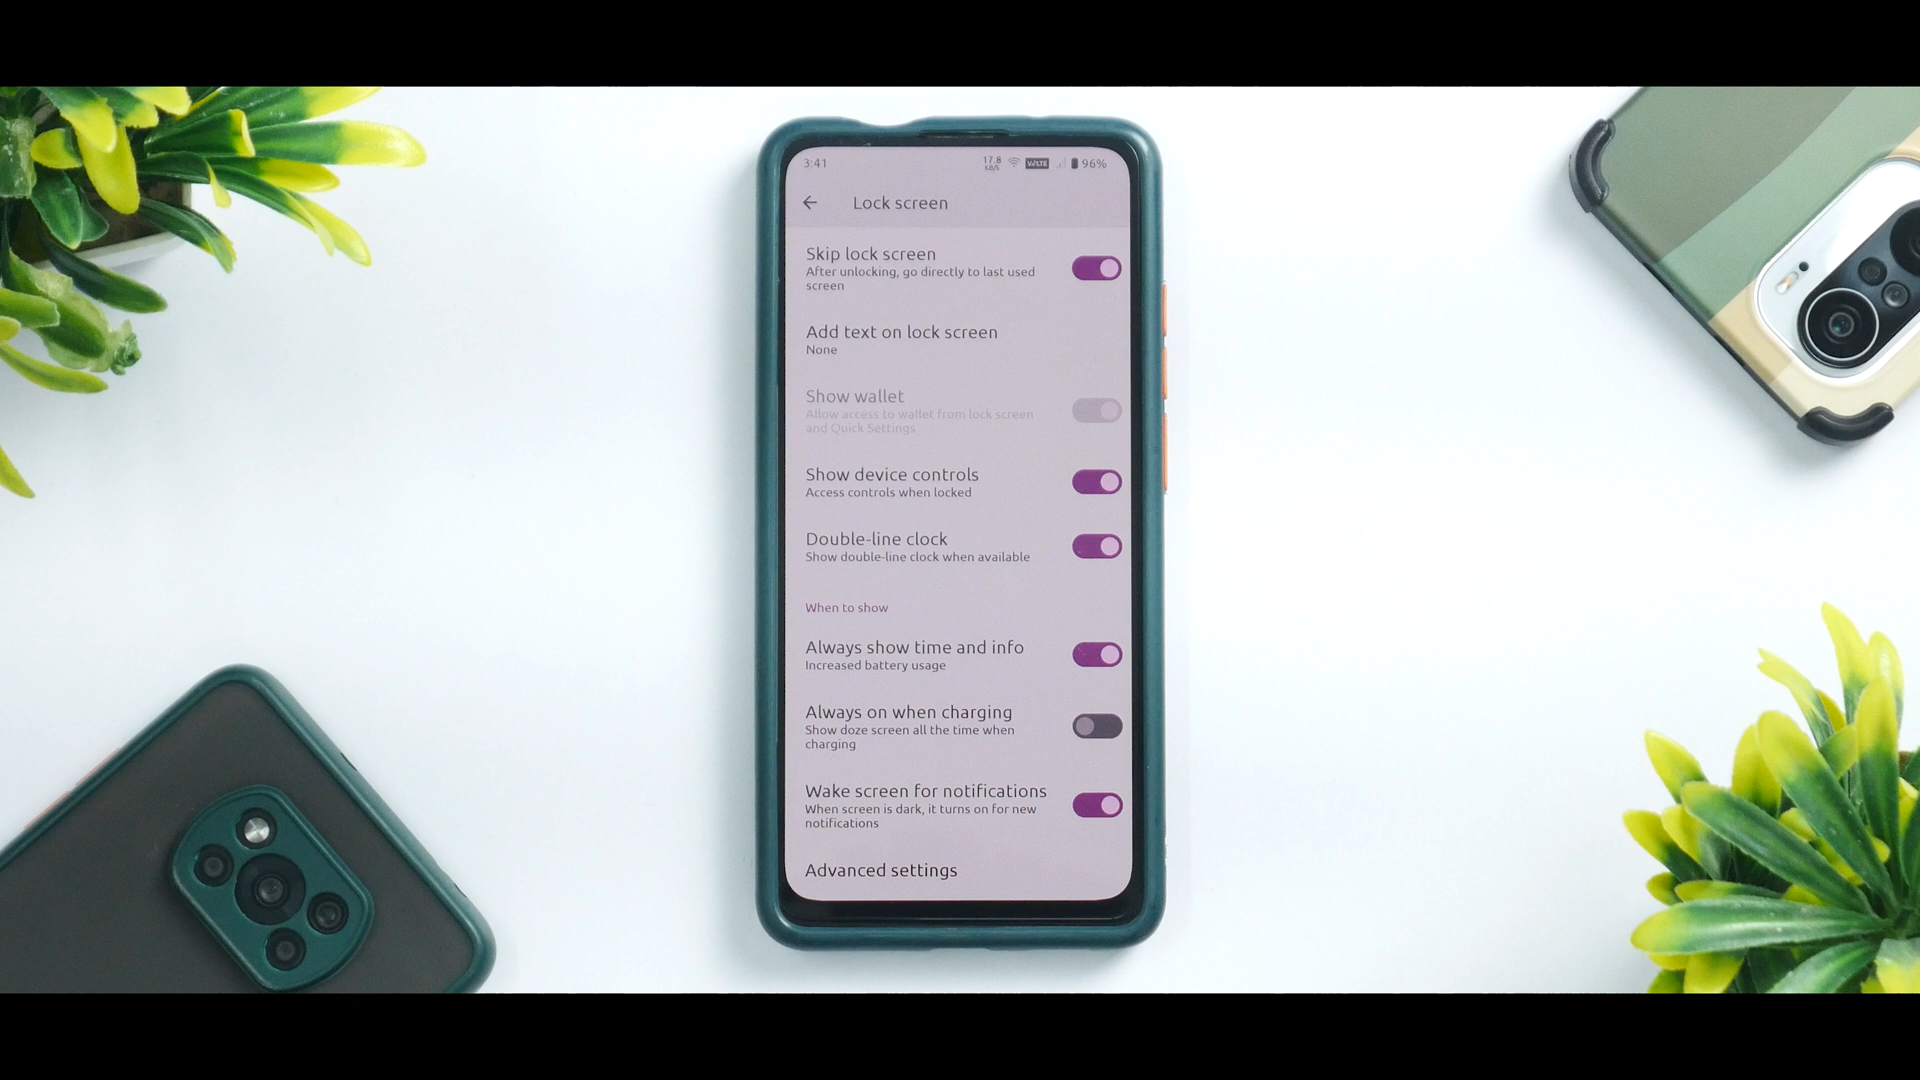 3:41 17.8 KB/S VoLTE 96%
Lock screen
Skip lock screen
After unlocking, go directly to last used
screen
Add text on lock screen
None
Show wallet
Allow access to wallet from lock screen
and Quick Settings
Show device controls
Access controls when locked
Double-line clock
Show double-line clock when available
When to show
Always show time and info
Increased battery usage
Always on when charging
Show doze screen all the time when
charging
Wake screen for notifications
When screen is dark, it turns on for new
notifications
Advanced settings